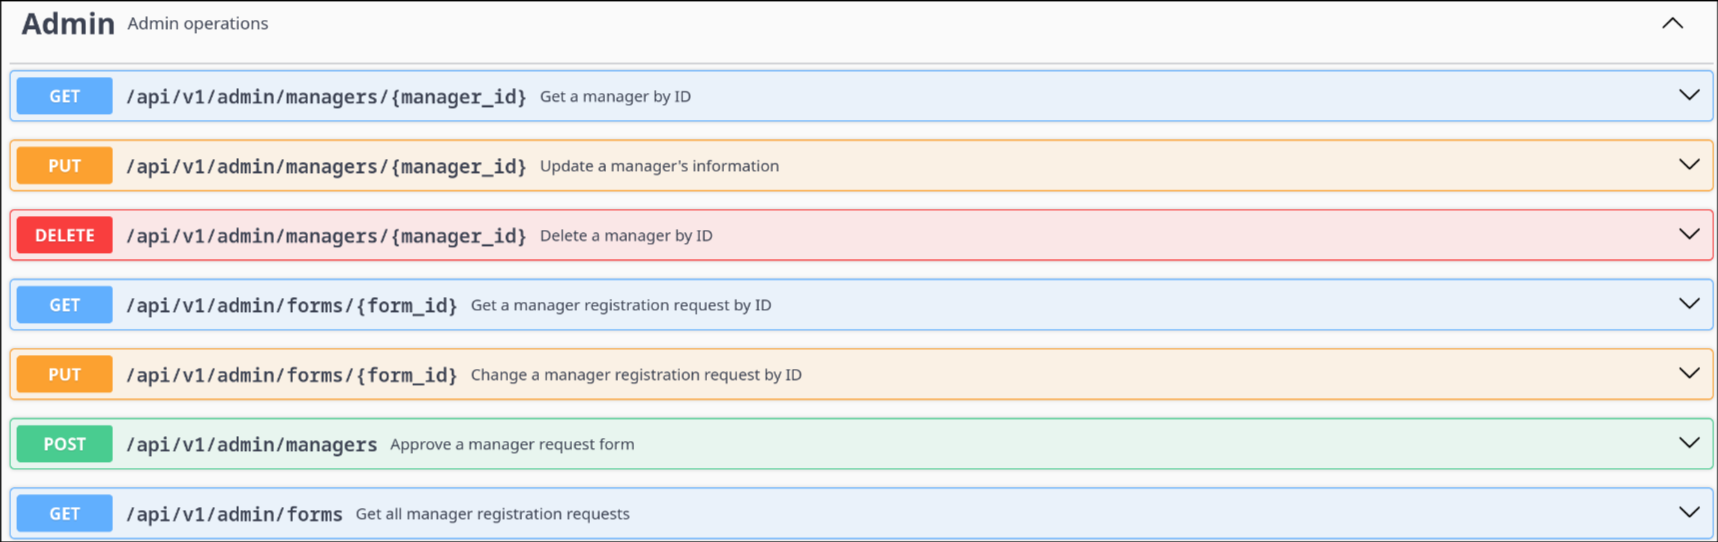 Admin Admin operations
GET /api/v1/admin/managers/{manager_id} Get a manager by ID
PUT /api/v1/admin/managers/{manager_id} Update a manager's information
DELETE /api/v1/admin/managers/{manager_id} Delete a manager by ID
GET /api/v1/admin/forms/{form_id} Get a manager registration request by ID
PUT /api/v1/admin/forms/{form_id} Change a manager registration request by ID
POST /api/v1/admin/managers Approve a manager request form
GET /api/v1/admin/forms Get all manager registration requests